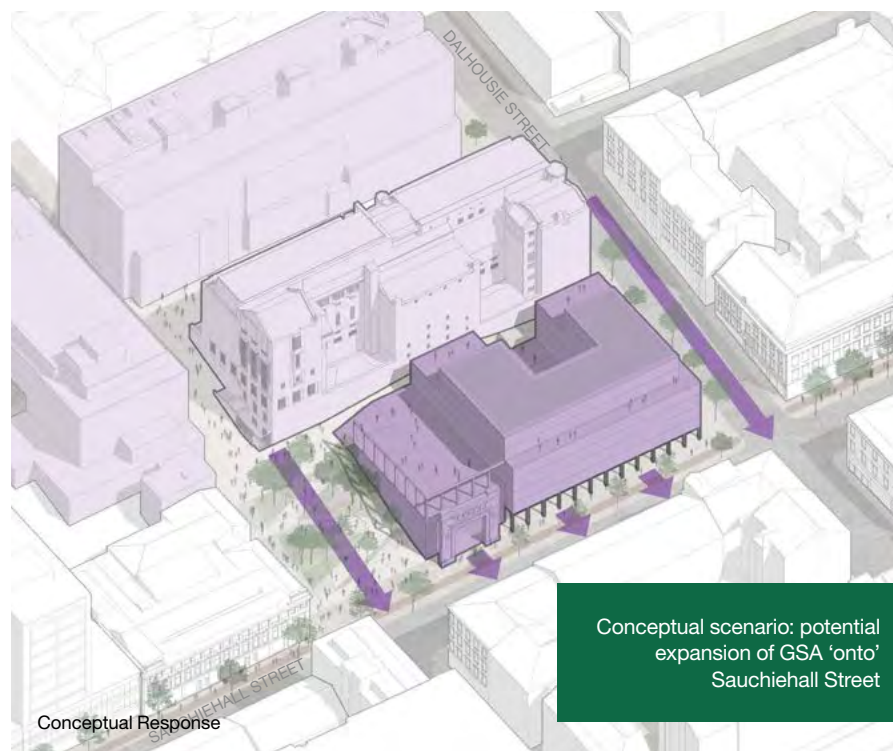 DALHOUSIE STREET
Conceptual scenario: potential
expansion of GSA ‘onto’
Sauchiehall Street
SAUCHIEHALL STREET
Conceptual Response